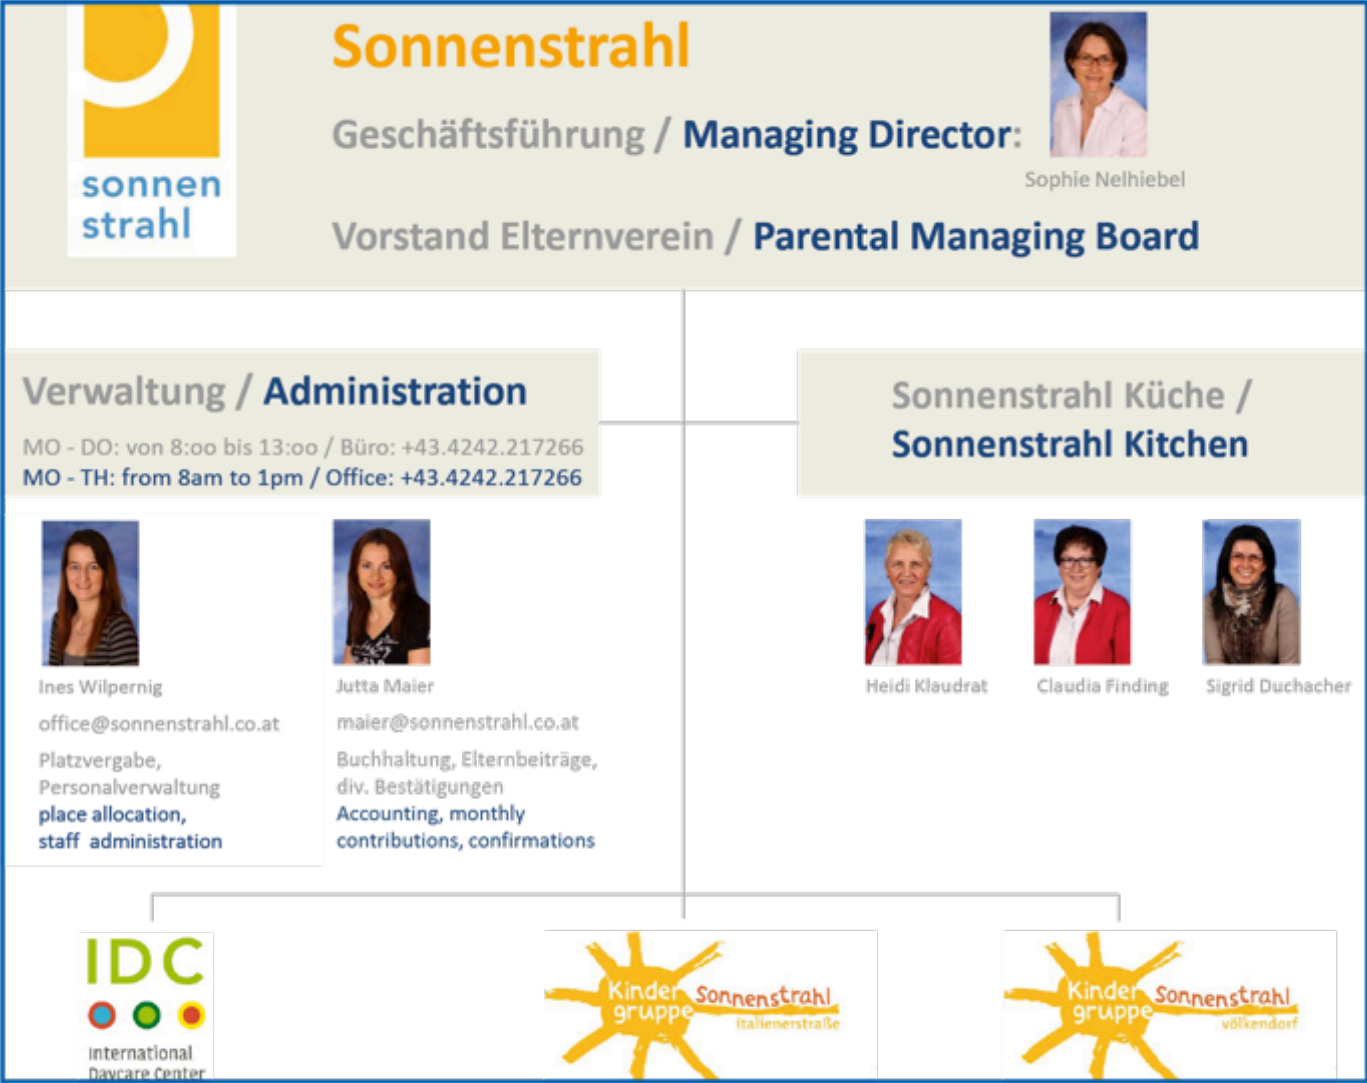 sonnen
strahl
Sonnenstrahl
Geschäftsführung / Managing Director:
Sophie Nelhiebel
Vorstand Elternverein / Parental Managing Board
Verwaltung / Administration
MO - DO: von 8:00 bis 13:00 / Büro: +43.4242.217266
MO - TH: from 8am to 1pm / Office: +43.4242.217266
Sonnenstrahl Küche /
Sonnenstrahl Kitchen
Ines Wilpernig
office@sonnenstrahl.co.at
Platzvergabe,
Personalverwaltung
place allocation,
staff administration
Jutta Maier
maier@sonnenstrahl.co.at
Buchhaltung, Elternbeiträge,
div. Bestätigungen
Accounting, monthly
contributions, confirmations
Heidi Klaudrat
Claudia Finding
Sigrid Duchacher
IDC
International
Daycare Center
Kinder
gruppe
Sonnenstrahl
italienerstraße
Kinder
gruppe
Sonnenstrahl
völkendorf